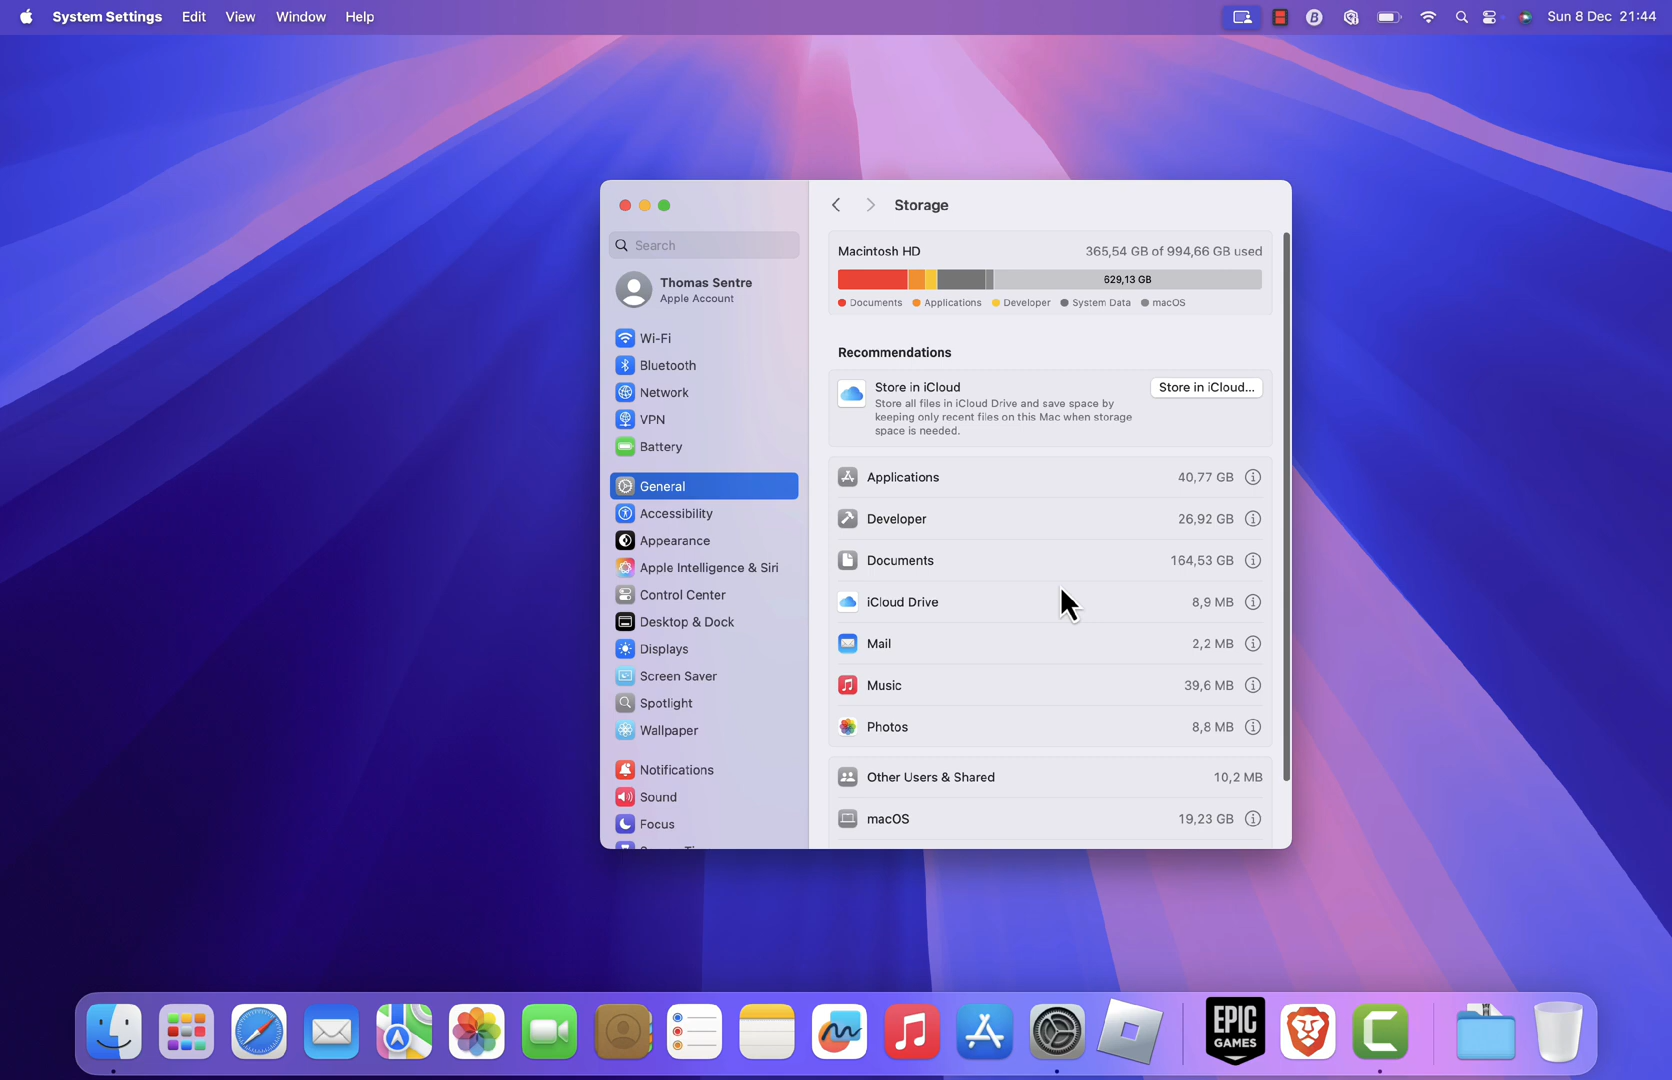 System Settings Edit View Window Help
Sun 8 Dec 21:44
Search
Thomas Sentre
Apple Account
Wi-Fi
Bluetooth
Network
VPN
Battery
General
Accessibility
Appearance
Apple Intelligence & Siri
Control Center
Desktop & Dock
Displays
Screen Saver
Spotlight
Wallpaper
Notifications
Sound
Focus
Storage
Macintosh HD 365,54 GB of 994,66 GB used
629,13 GB
Documents Applications Developer System Data macOS
Recommendations
Store in iCloud
Store in iCloud...
Store all files in iCloud Drive and save space by
keeping only recent files on this Mac when storage
space is needed.
Applications 40,77 GB
Developer 26,92 GB
Documents 164,53 GB
iCloud Drive 8,9 MB
Mail 2,2 MB
Music 39,6 MB
Photos 8,8 MB
Other Users & Shared 10,2 MB
macOS 19,23 GB
EPIC
GAMES